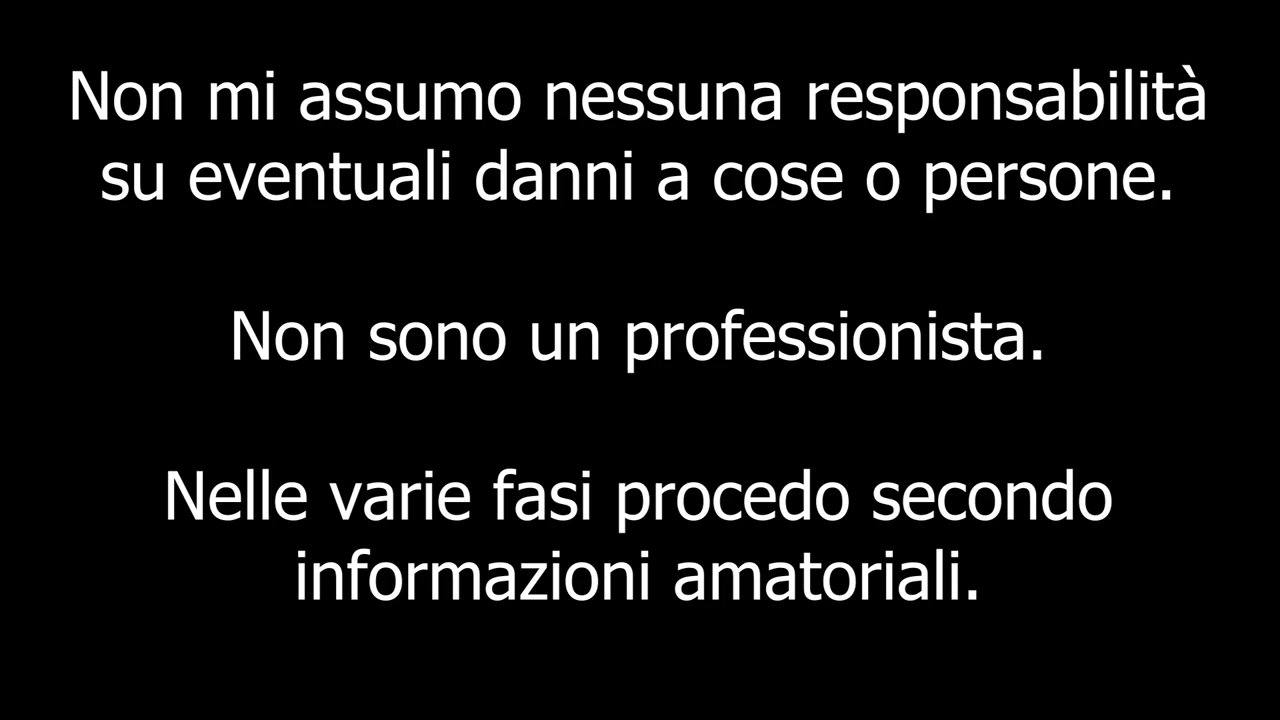 Non mi assumo nessuna responsabilità
su eventuali danni a cose o persone.
Non sono un professionista.
Nelle varie fasi procedo secondo
informazioni amatoriali.